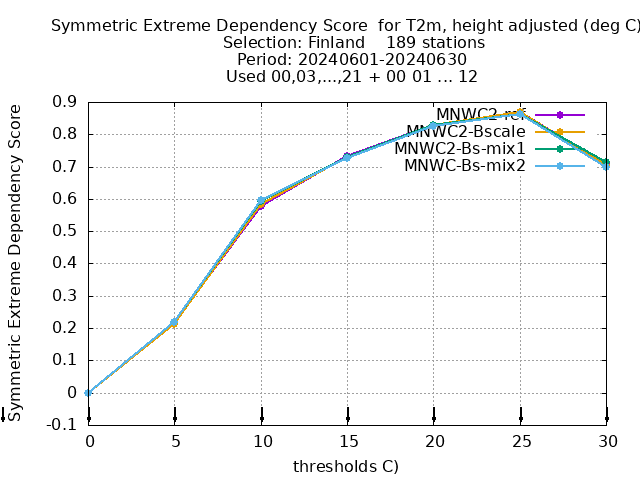 Symmetric Extreme Dependency Score for T2m, height adjusted (deg C)
Selection: Finland 189 stations
Period: 20240601-20240630
Used 00,03,...,21 + 00 01 ... 12
Symmetric Extreme Dependency Score
0.9
0.8
0.7
0.6
0.5
0.4
0.3
0.2
0.1
0
-0.1
MNWC2-ref
MNWC2-Bscale
MNWC2-Bs-mix1
MNWC-Bs-mix2
0 5 10 15 20 25 30
thresholds C)